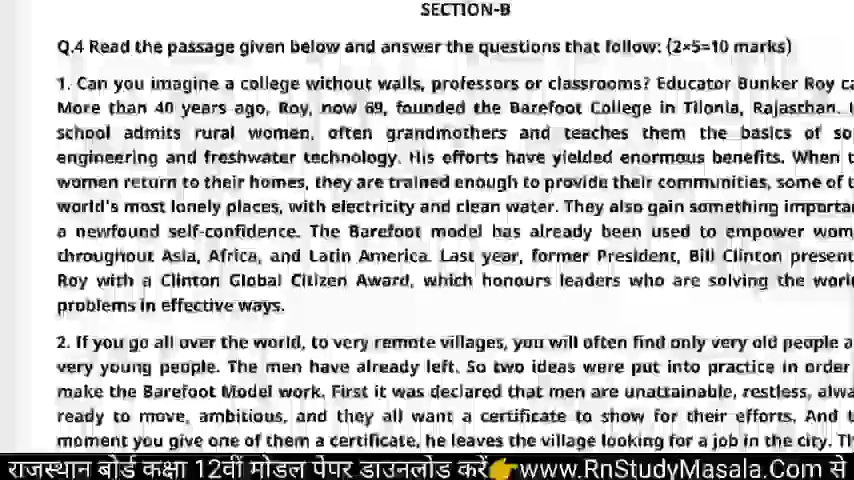 SECTION-B
Q.4 Read the passage given below and answer the questions that follow: (2×5=10 marks)
1. Can you imagine a college without walls, professors or classrooms? Educator Bunker Roy ca
More than 40 years ago, Roy, now 69, founded the Barefoot College in Tilonia, Rajasthan. I
school admits rural women, often grandmothers and teaches them the basics of so
engineering and freshwater technology. His efforts have yielded enormous benefits. When t
women return to their homes, they are trained enough to provide their communities, some of t
world's most lonely places, with electricity and clean water. They also gain something importa
a newfound self-confidence. The Barefoot model has already been used to empower wom
throughout Asia, Africa, and Latin America. Last year, former President, Bill Clinton present
Roy with a Clinton Global Citizen Award, which honours leaders who are solving the worl
problems in effective ways.
2. If you go all over the world, to very remote villages, you will often find only very old people a
very young people. The men have already left. So two ideas were put into practice in order
make the Barefoot Model work. First it was declared that men are unattainable, restless, alwa
ready to move, ambitious, and they all want a certificate to show for their efforts. And t
moment you give one of them a certificate, he leaves the village looking for a job in the city. Th
राजस्थान बोर्ड कक्षा 12वीं मोडल पेपर डाउनलोड करें👉www.RnStudyMasala.Com से